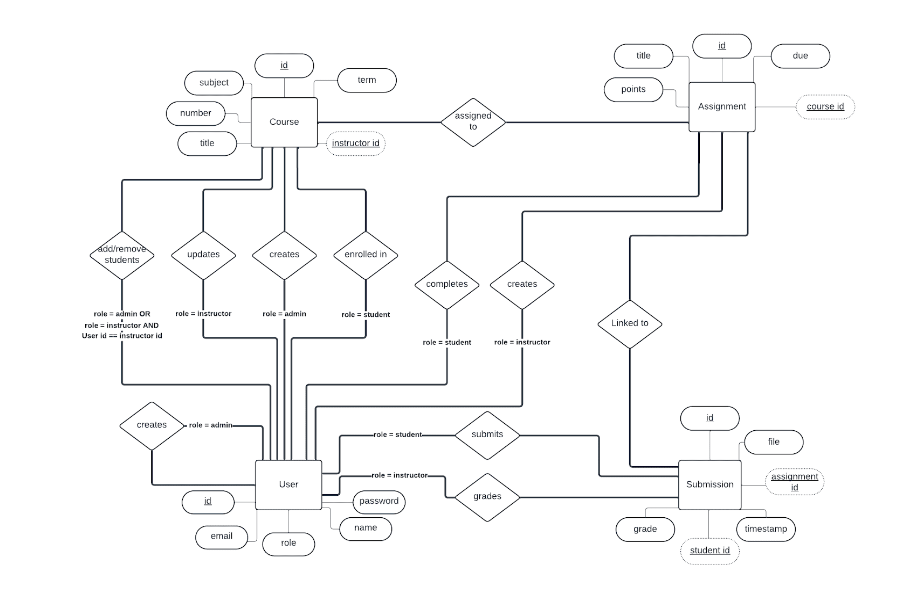 id
title
due
id
subject
term
points
Assignment
course id
number
Course
assigned
to
title
instructor id
add/remove
students
updates
creates
enrolled in
completes
creates
role = admin OR
role = instructor AND
User id == instructor id
role = instructor
role = admin
role = student
Linked to
role = student
role = instructor
creates
role = admin
role = student
submits
id
file
role = instructor
User
grades
Submission
assignment
id
id
password
email
role
name
grade
timestamp
student id